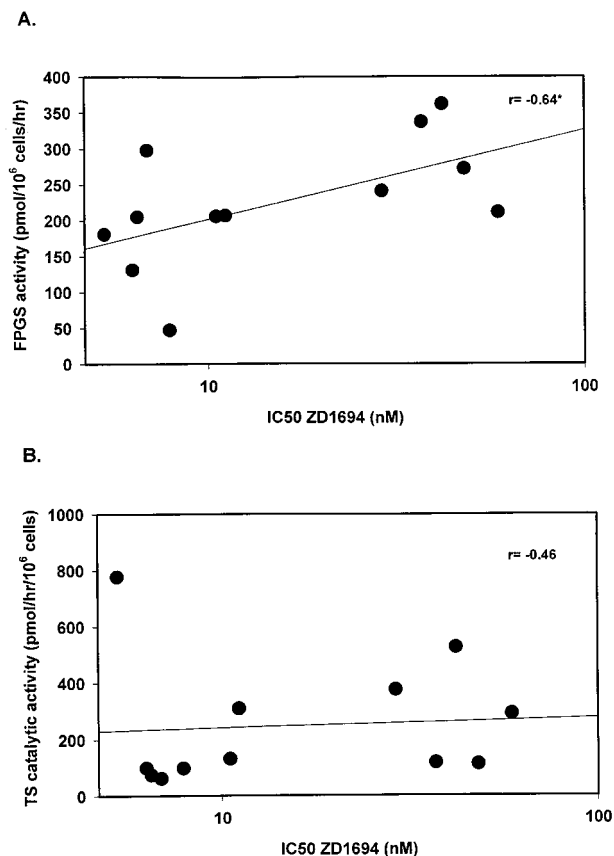 A.
FPGS activity (pmol/10⁶ cells/hr)
400
350
300
250
200
150
100
50
0
r= -0.64*
10
100
IC50 ZD1694 (nM)
B.
TS catalytic activity (pmol/hr/10⁶ cells)
1000
800
600
400
200
0
r= -0.46
10
100
IC50 ZD1694 (nM)